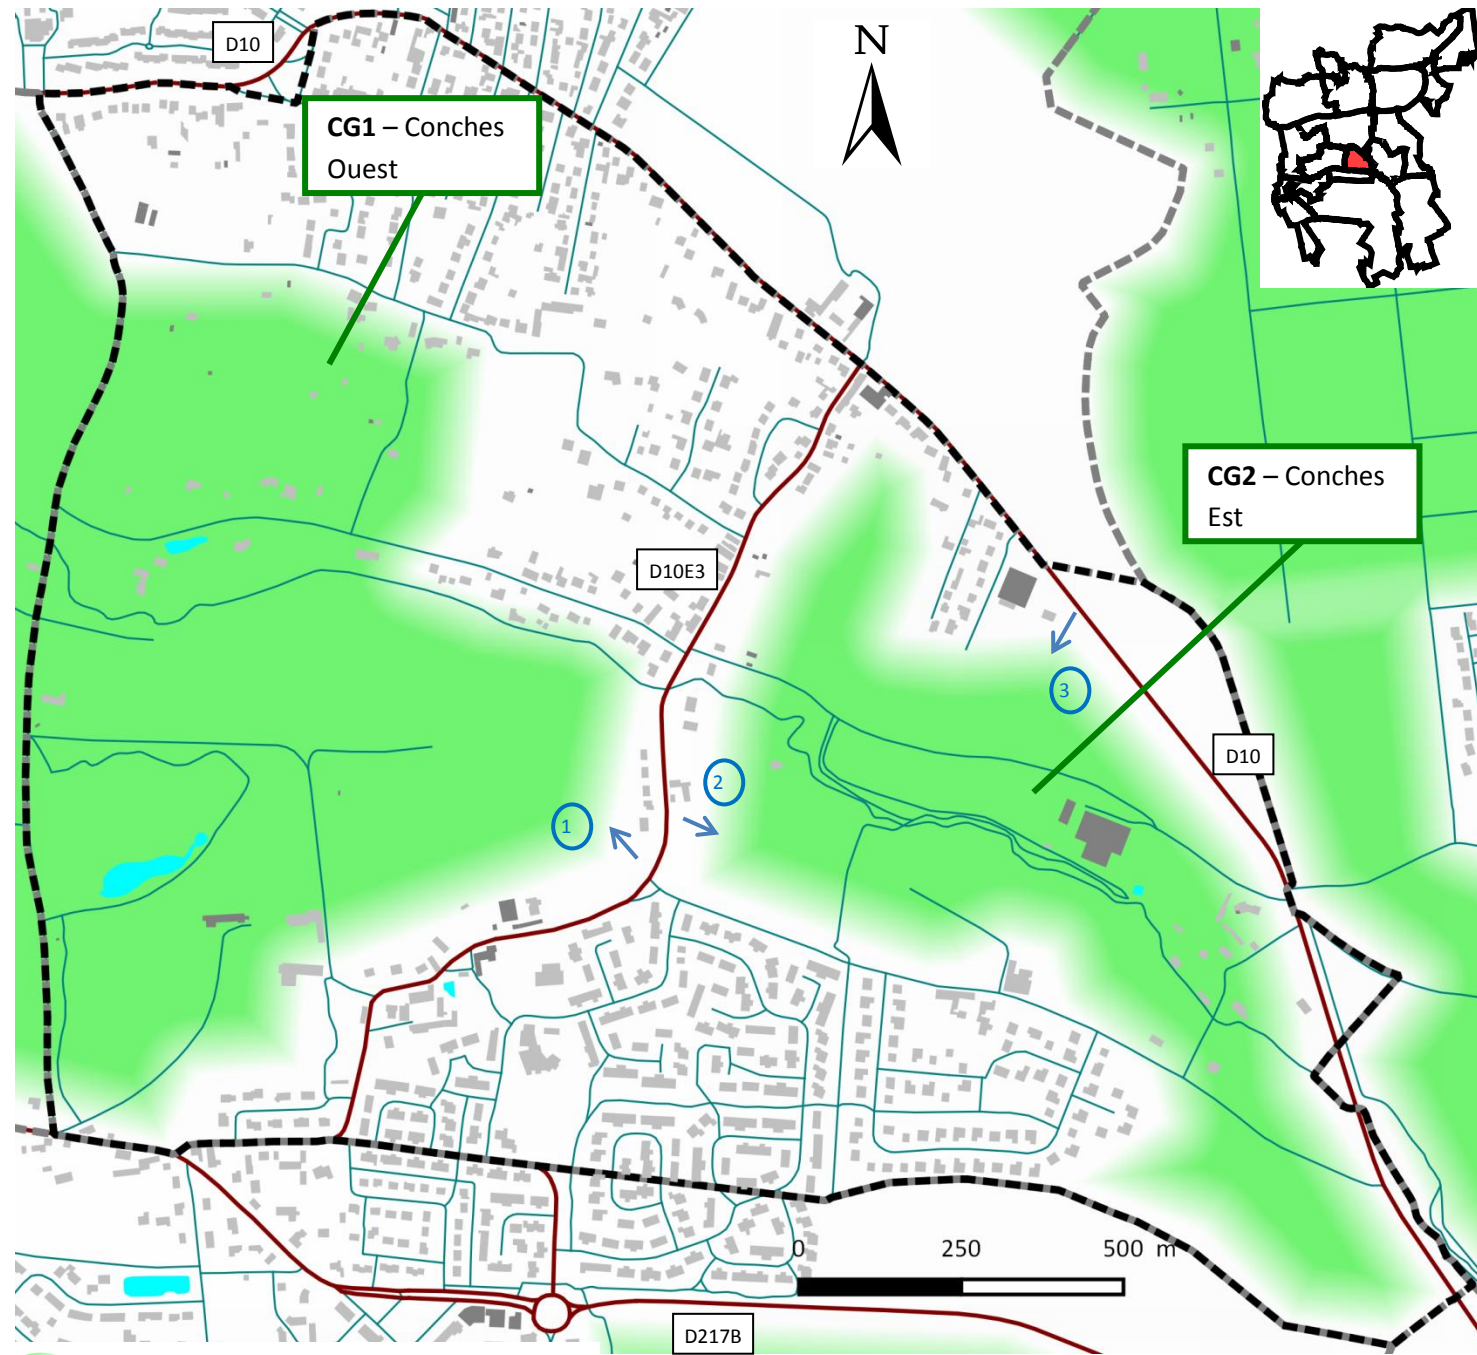 N
D10
CG1 – Conches
Ouest
CG2 – Conches
Est
D10E3
3
D10
2
1
0 250 500 m
D217B